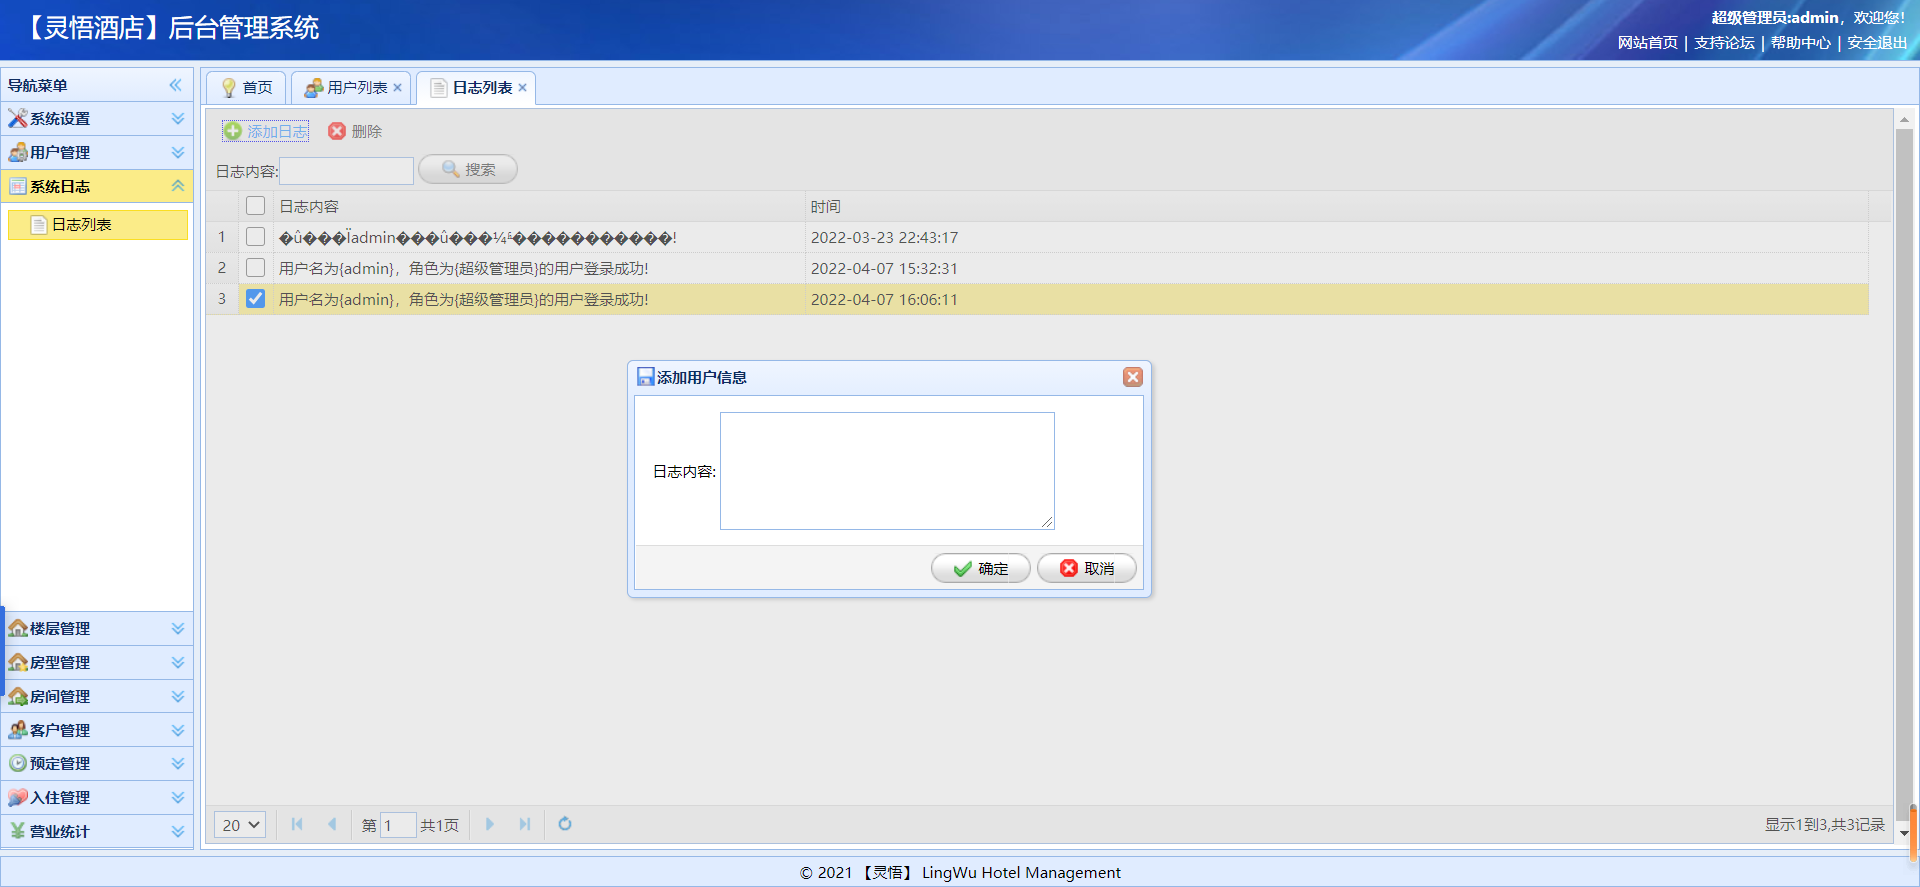 【灵悟酒店】后台管理系统
超级管理员:admin，欢迎您!
网站首页 | 支持论坛 | 帮助中心 | 安全退出
导航菜单
系统设置
用户管理
系统日志
日志列表
楼层管理
房型管理
房间管理
客户管理
预定管理
入住管理
营业统计
首页
用户列表
日志列表
添加日志
删除
日志内容:
搜索
日志内容 时间
1 �û���Ïadmin���û���¼ʱ�����������! 2022-03-23 22:43:17
2 用户名为{admin}，角色为{超级管理员}的用户登录成功! 2022-04-07 15:32:31
3 用户名为{admin}，角色为{超级管理员}的用户登录成功! 2022-04-07 16:06:11
添加用户信息
日志内容:
确定
取消
20
第 1 共1页
显示1到3,共3记录
© 2021 【灵悟】 LingWu Hotel Management